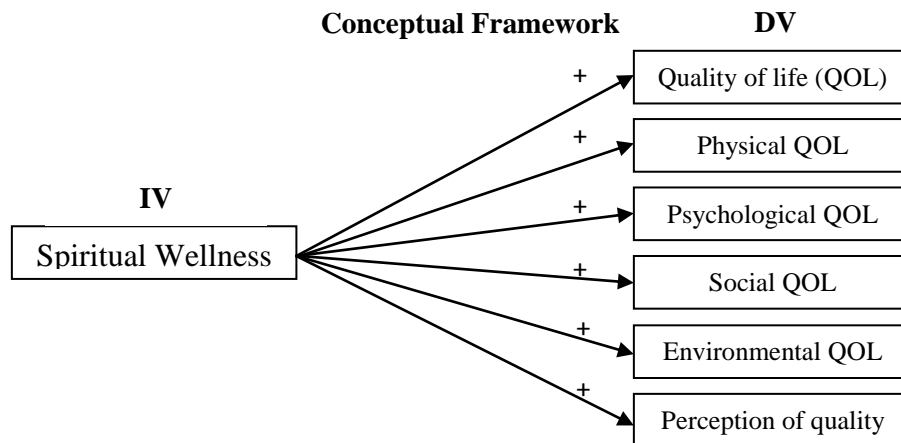 Conceptual Framework
DV
+
Quality of life (QOL)
+
Physical QOL
IV
+
Psychological QOL
Spiritual Wellness
+
Social QOL
+
Environmental QOL
+
Perception of quality